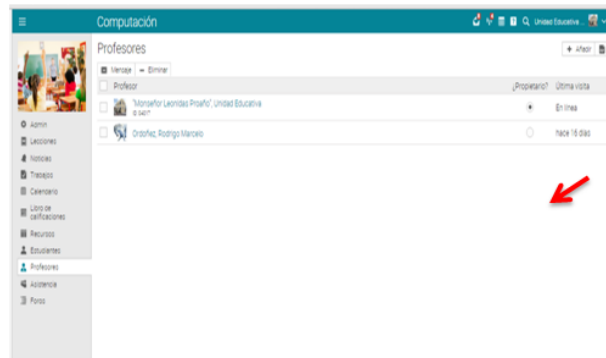 Computación
Unidad Educativa ...
Profesores
+ Añadir
Mensaje
Eliminar
Profesor
¿Propietario?
Última visita
"Monseñor Leonidas Proaño", Unidad Educativa
En línea
Ordoñez, Rodrigo Marcelo
hace 16 días
Admin
Lecciones
Noticias
Trabajos
Calendario
Libro de
calificaciones
Recursos
Estudiantes
Profesores
Asistencia
Foros